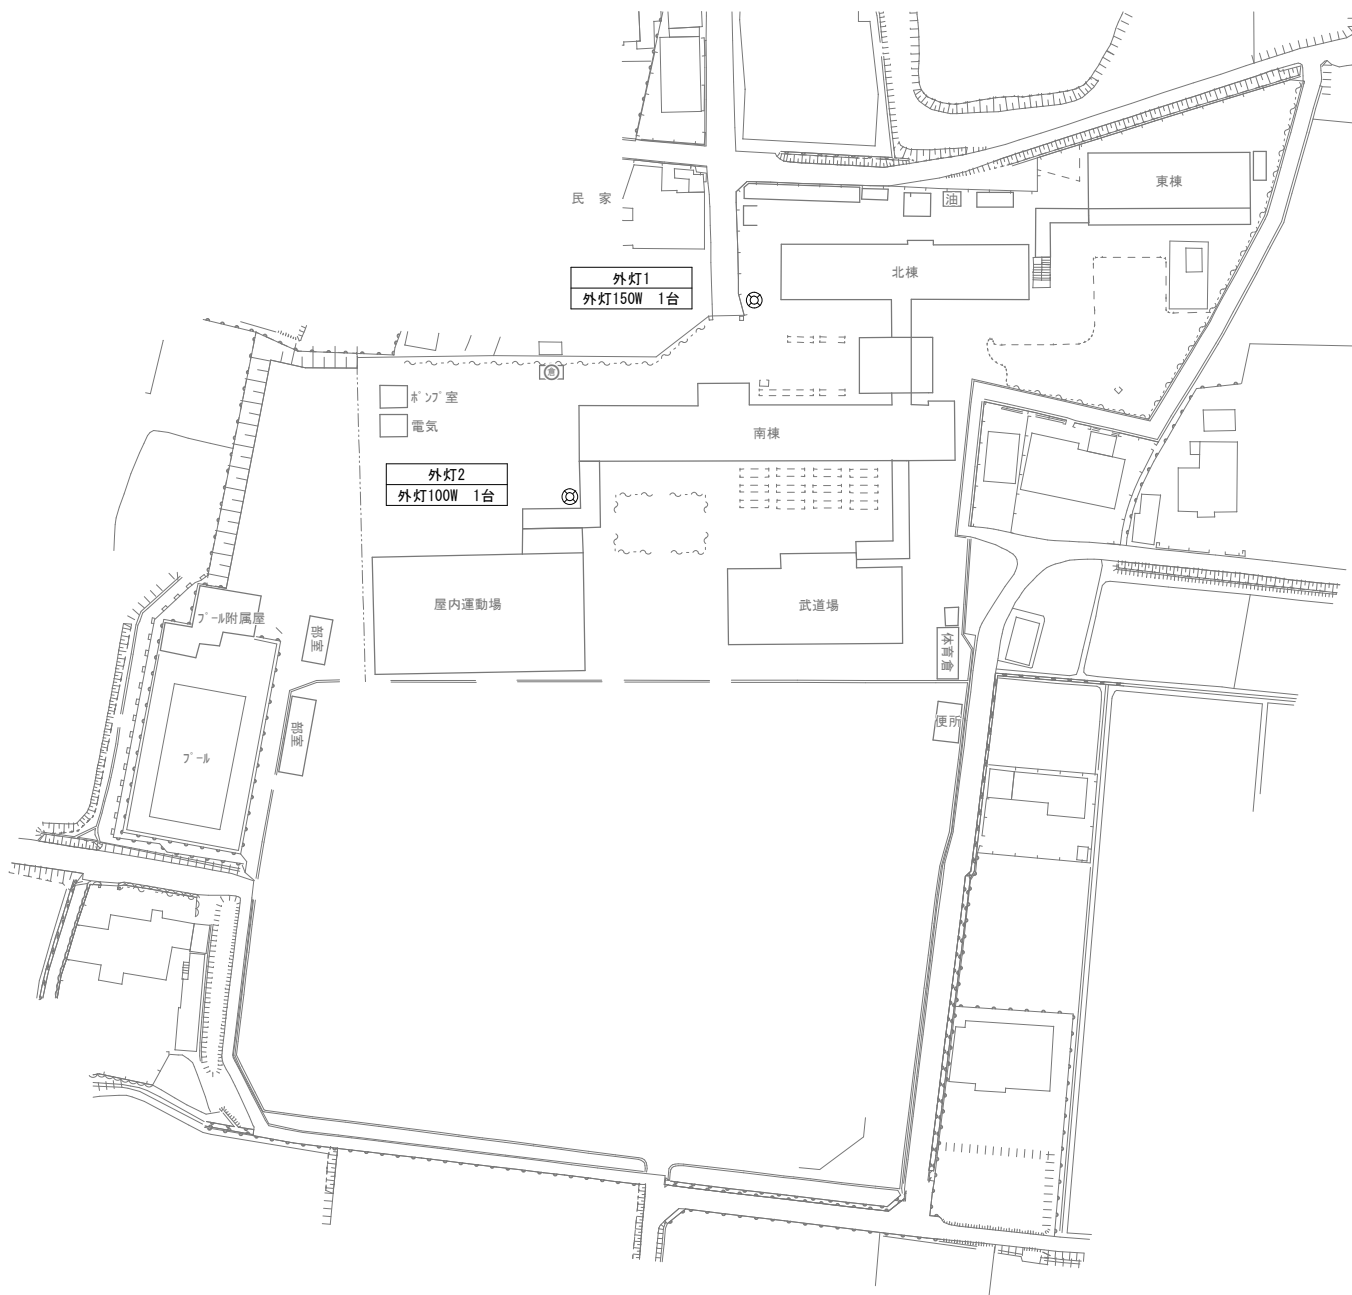 東棟
民 家
油
北棟
外灯1
外灯150W 1台
倉
ポンプ室
電気
南棟
外灯2
外灯100W 1台
屋内運動場
武道場
プール附属屋
部室
体育倉
部室
便所
プール